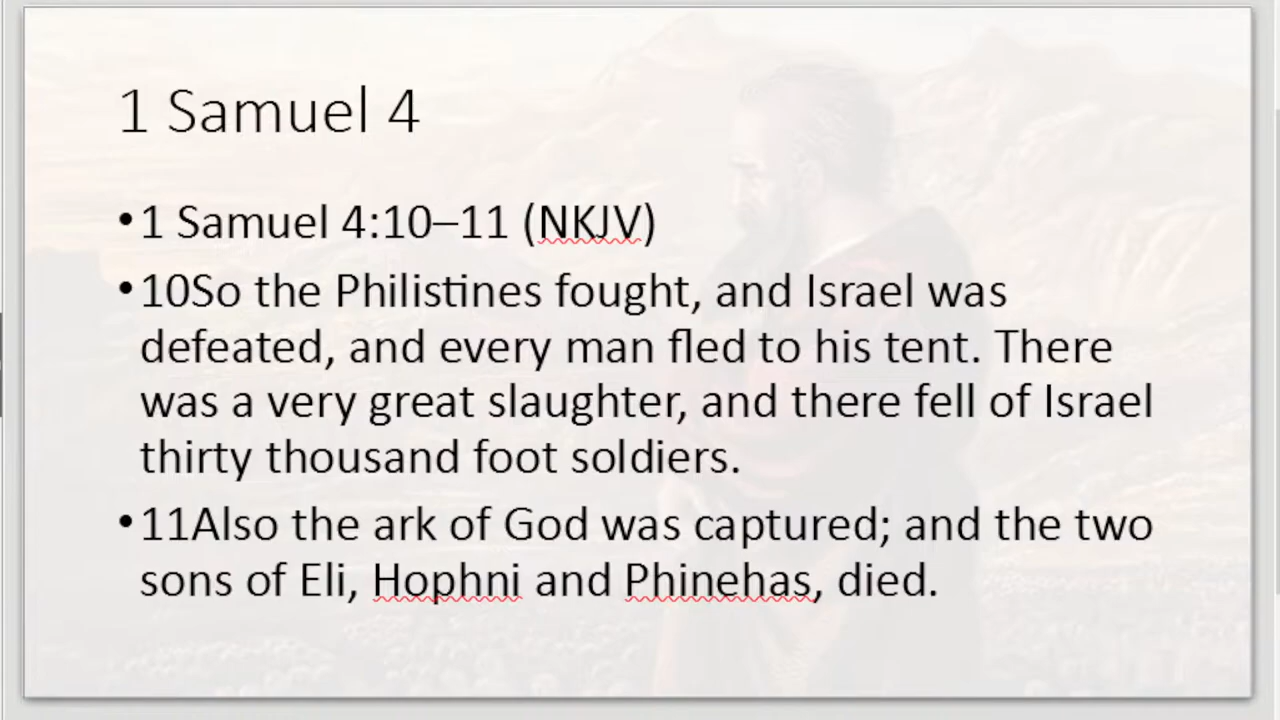 1 Samuel 4
•1 Samuel 4:10–11 (NKJV)
•10So the Philistines fought, and Israel was
defeated, and every man fled to his tent. There
was a very great slaughter, and there fell of Israel
thirty thousand foot soldiers.
•11Also the ark of God was captured; and the two
sons of Eli, Hophni and Phinehas, died.